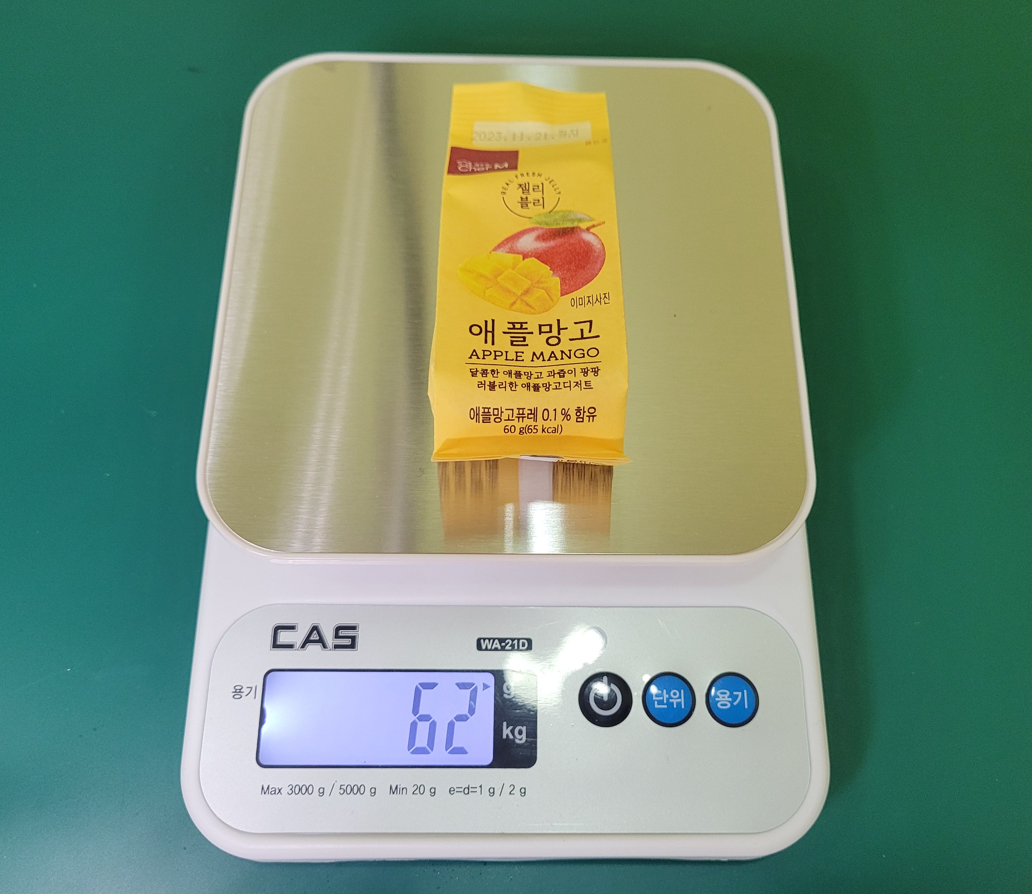 2023.11.21.까지
REAL FRESH JELLY
젤리
블리
이미지사진
애플망고
APPLE MANGO
달콤한 애플망고 과즙이 팡팡
러블리한 애플망고디저트
애플망고퓨레 0.1 % 함유
60 g(65 kcal)
CAS
WA-21D
용기
62
g
kg
단위
용기
Max 3000 g / 5000 g Min 20 g e=d=1 g / 2 g